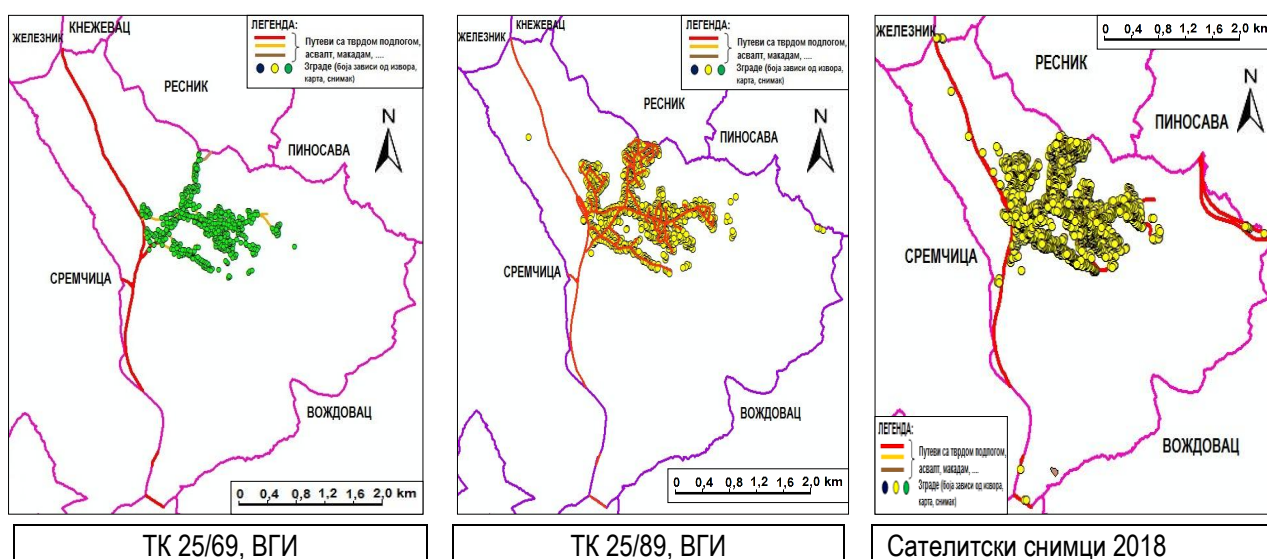 КНЕЖЕВАЦ
ЖЕЛЕЗНИК
РЕСНИК
ПИНОСАВА
СРЕМЧИЦА
ВОЖДОВАЦ
N
ЛЕГЕНДА:
Путеви са тврдом подлогом,
асвалт, макадам, ....
Зграде (боја зависи од извора,
карта, снимак)
0 0,4 0,8 1,2 1,6 2,0 km
ТК 25/69, ВГИ
КНЕЖЕВАЦ
ЖЕЛЕЗНИК
РЕСНИК
ПИНОСАВА
СРЕМЧИЦА
ВОЖДОВАЦ
N
ЛЕГЕНДА:
Путеви са тврдом подлогом,
асвалт, макадам, ....
Зграде (боја зависи од извора,
карта, снимак)
0 0,4 0,8 1,2 1,6 2,0 km
ТК 25/89, ВГИ
0 0,4 0,8 1,2 1,6 2,0 km
ЖЕЛЕЗНИК
РЕСНИК
N
ПИНОСАВА
СРЕМЧИЦА
ВОЖДОВАЦ
ЛЕГЕНДА:
Путеви са тврдом подлогом,
асвалт, макадам, ....
Зграде (боја зависи од извора,
карта, снимак)
Сателитски снимци 2018